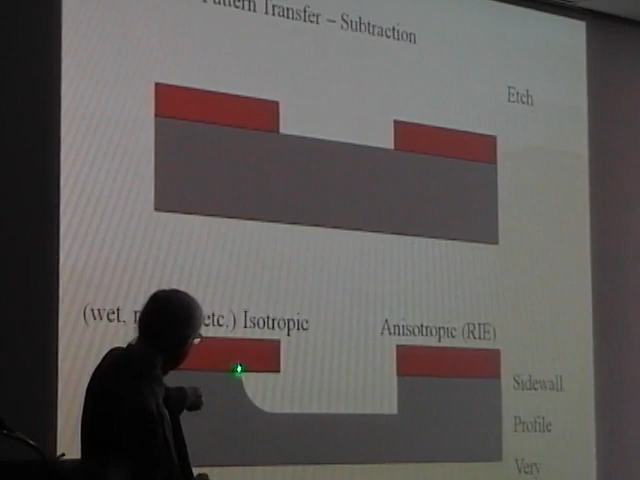 Pattern Transfer – Subtraction
Etch
(wet, etc.) Isotropic
Anisotropic (RIE)
Sidewall
Profile
Very